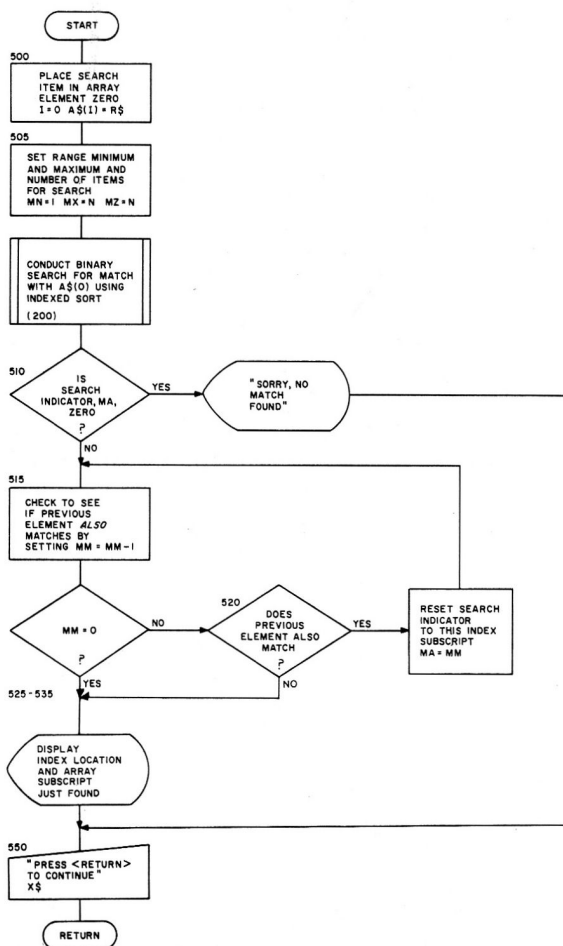 START
500
PLACE SEARCH
ITEM IN ARRAY
ELEMENT ZERO
I=0 A$(I)=R$
505
SET RANGE MINIMUM
AND MAXIMUM AND
NUMBER OF ITEMS
FOR SEARCH
MN=1 MX=N MZ=N
CONDUCT BINARY
SEARCH FOR MATCH
WITH A$(0) USING
INDEXED SORT
(200)
510
IS
SEARCH
INDICATOR, MA,
ZERO
?
YES
"SORRY, NO
MATCH
FOUND"
NO
515
CHECK TO SEE
IF PREVIOUS
ELEMENT ALSO
MATCHES BY
SETTING MM=MM-1
MM=0
?
NO
520
DOES
PREVIOUS
ELEMENT ALSO
MATCH
?
YES
RESET SEARCH
INDICATOR
TO THIS INDEX
SUBSCRIPT
MA=MM
YES
NO
525-535
DISPLAY
INDEX LOCATION
AND ARRAY
SUBSCRIPT
JUST FOUND
550
"PRESS <RETURN>
TO CONTINUE"
X$
RETURN